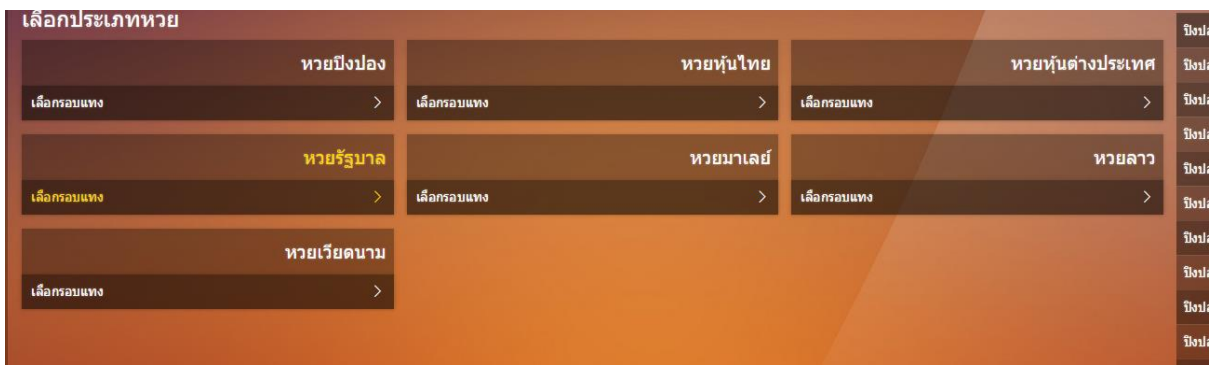 เลือกประเภทหวย
หวยปิงปอง
เลือกรอบแทง
หวยหุ้นไทย
เลือกรอบแทง
หวยหุ้นต่างประเทศ
เลือกรอบแทง
หวยรัฐบาล
เลือกรอบแทง
หวยมาเลย์
เลือกรอบแทง
หวยลาว
เลือกรอบแทง
หวยเวียดนาม
เลือกรอบแทง